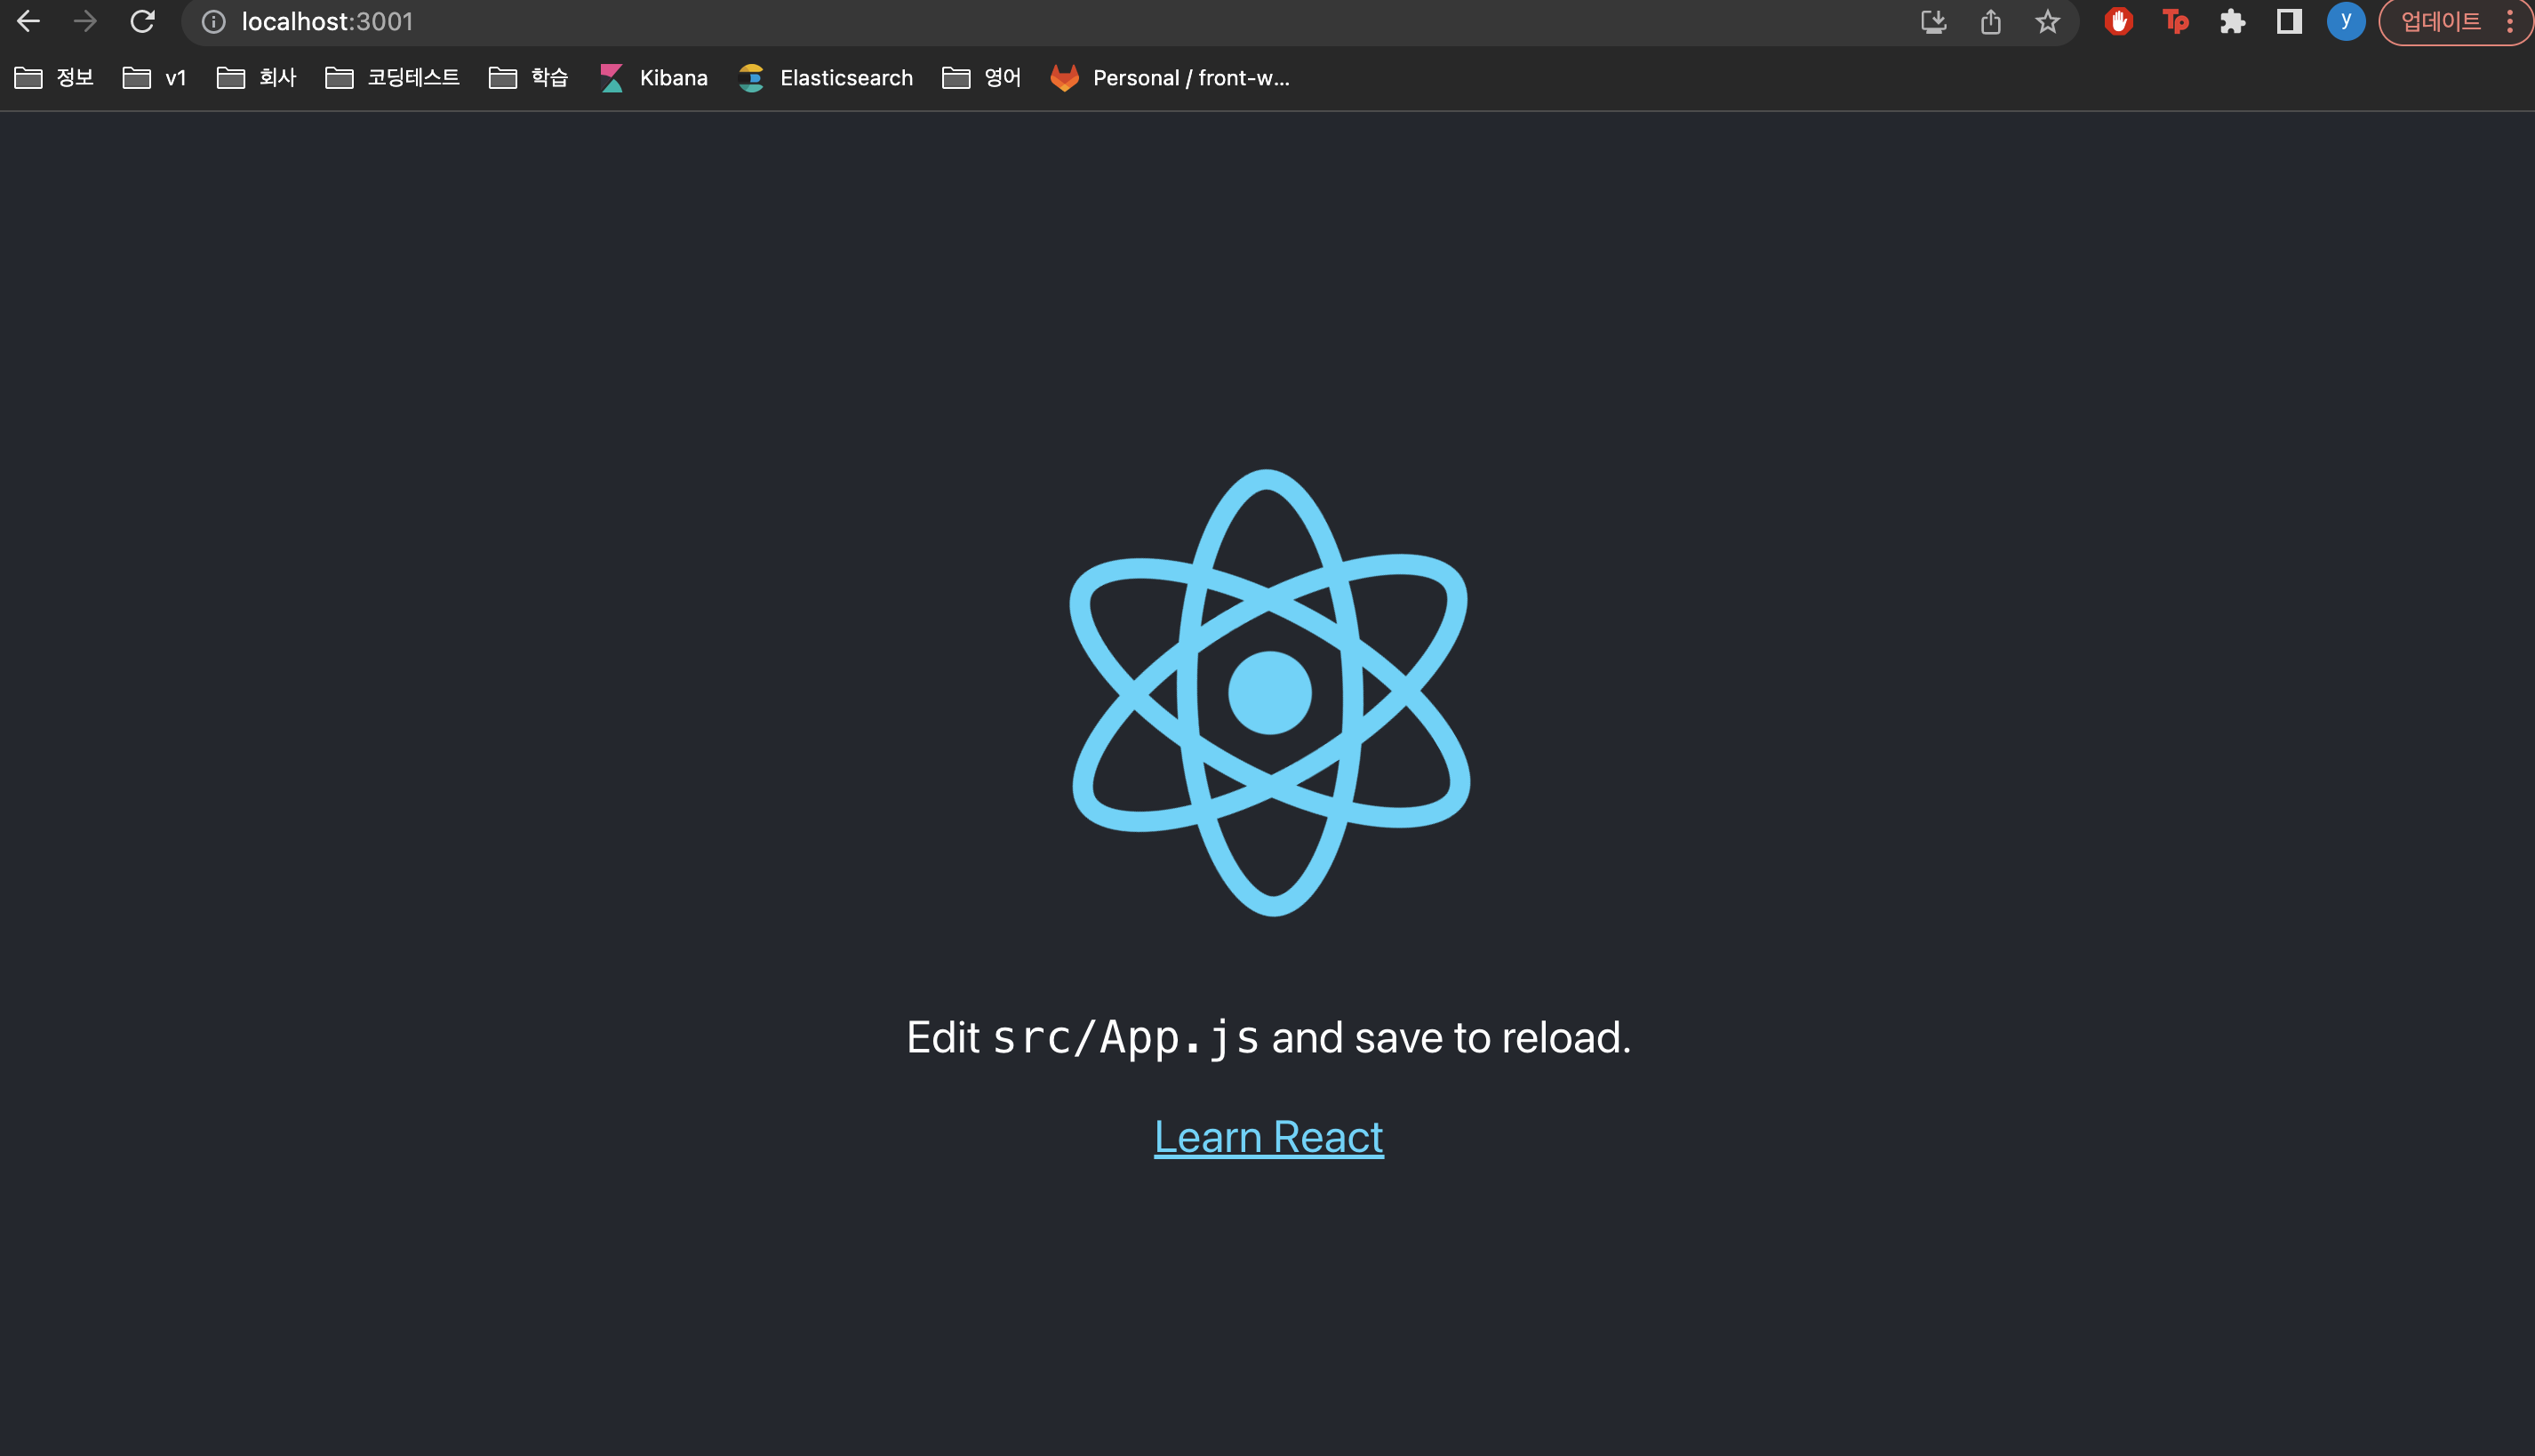 localhost:3001
y
업데이트
정보 v1 회사 코딩테스트 학습 Kibana Elasticsearch 영어 Personal / front-w...
Edit src/App.js and save to reload.
Learn React